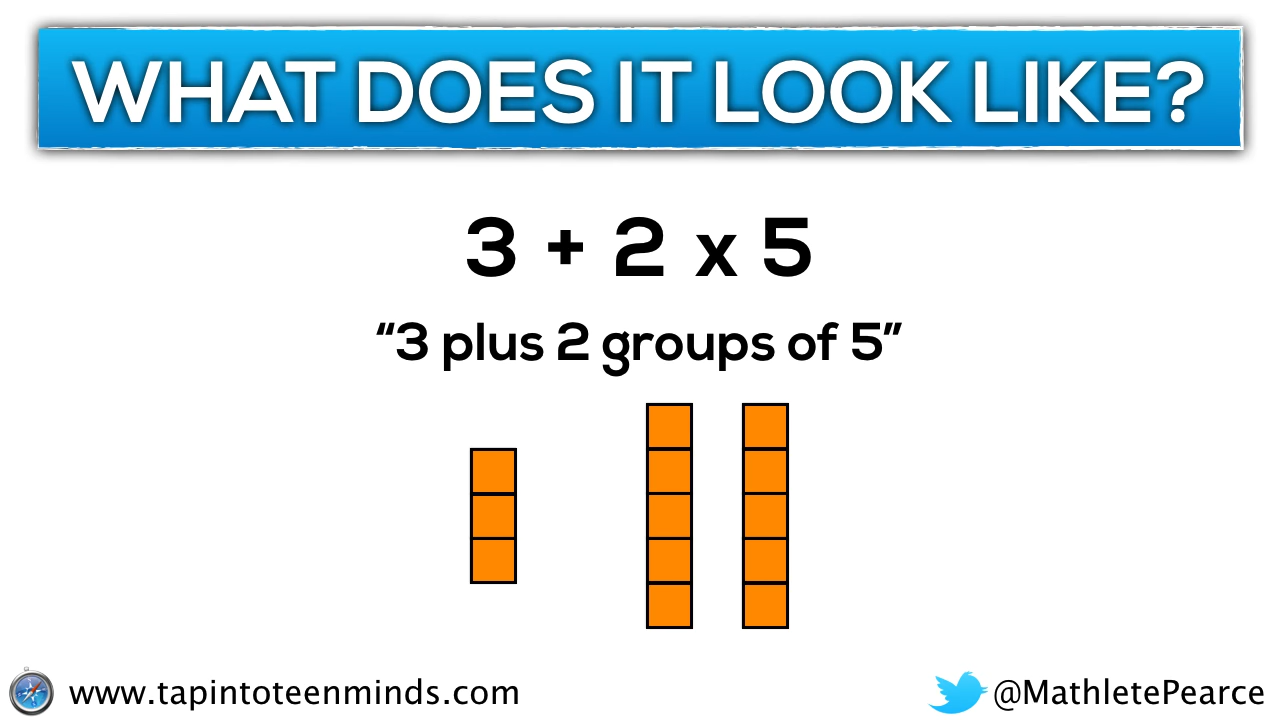 WHAT DOES IT LOOK LIKE?
3 + 2 x 5
“3 plus 2 groups of 5”
www.tapintoteenminds.com
@MathletePearce